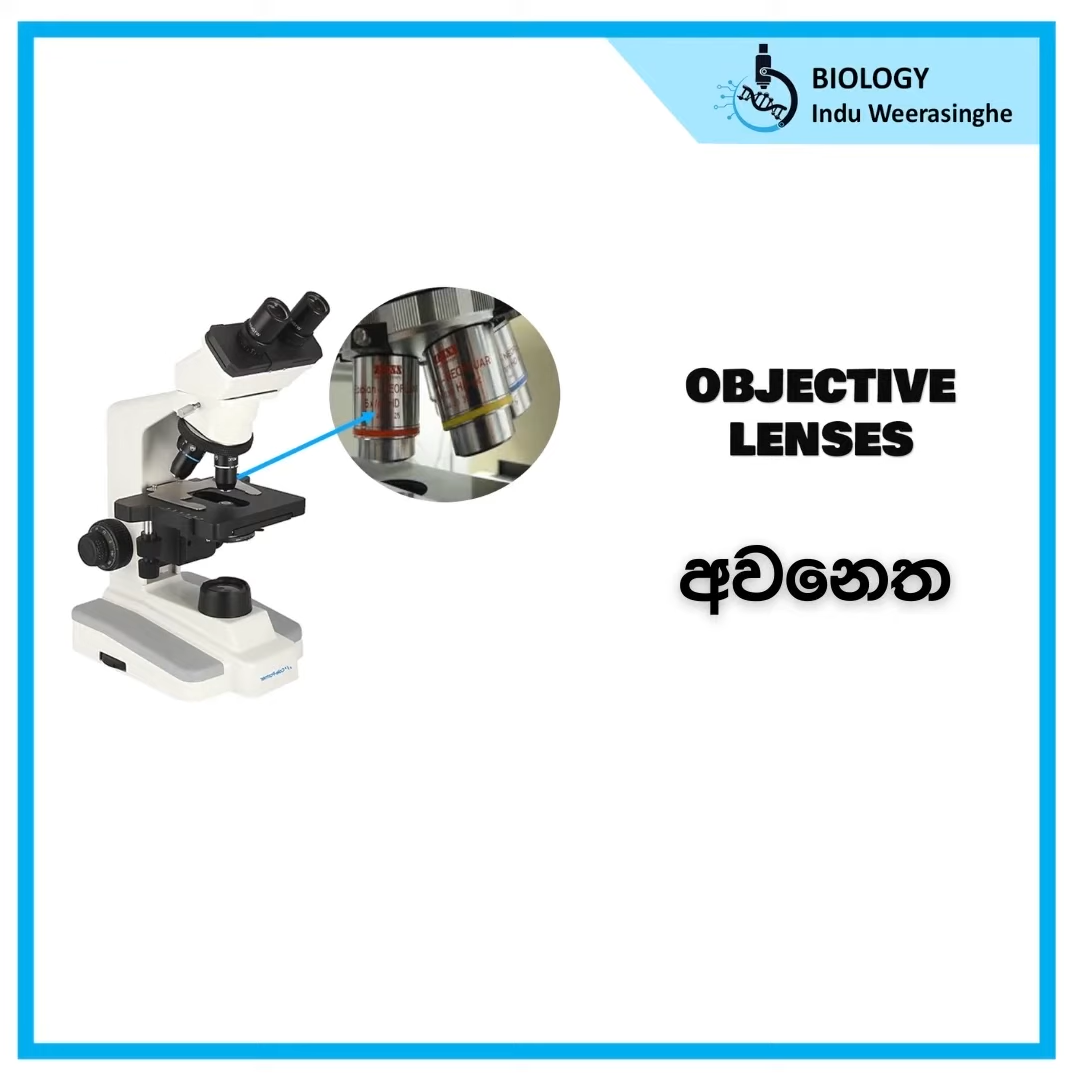 BIOLOGY
Indu Weerasinghe
OBJECTIVE
LENSES
අවනෙත